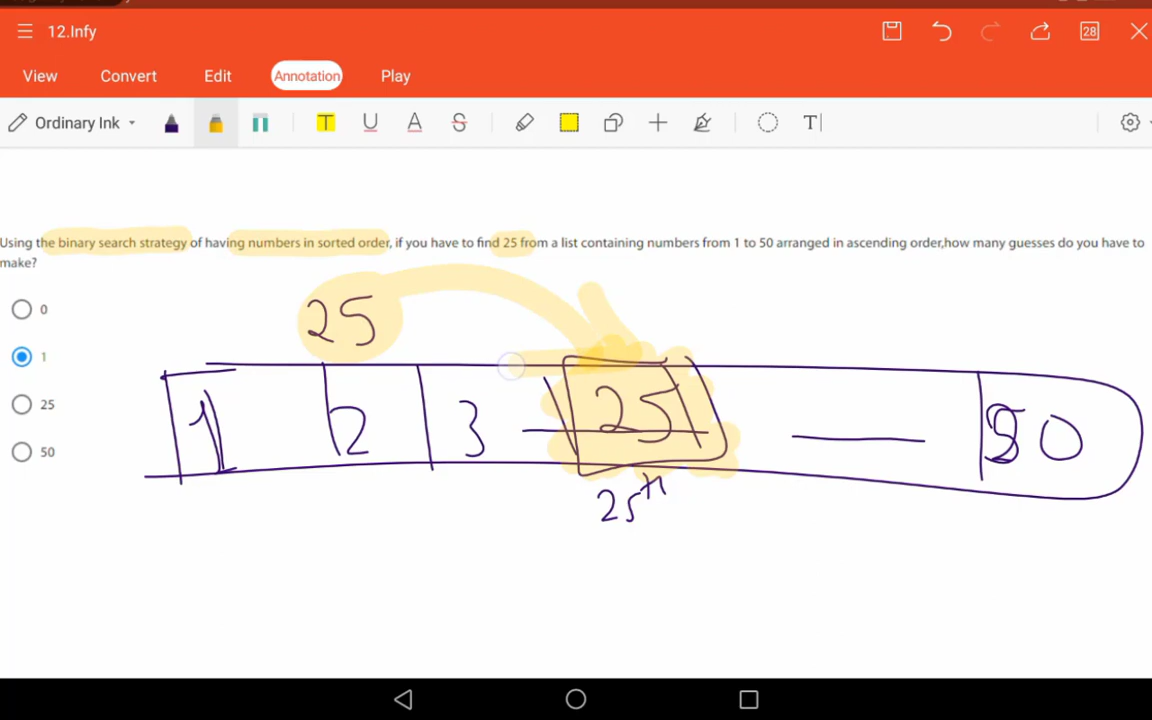 12.Infy
28
View Convert Edit Annotation Play
Ordinary Ink T U A S T|
Using the binary search strategy of having numbers in sorted order, if you have to find 25 from a list containing numbers from 1 to 50 arranged in ascending order,how many guesses do you have to
make?
0
1
25
50
25
1 2 3 25 50
25th